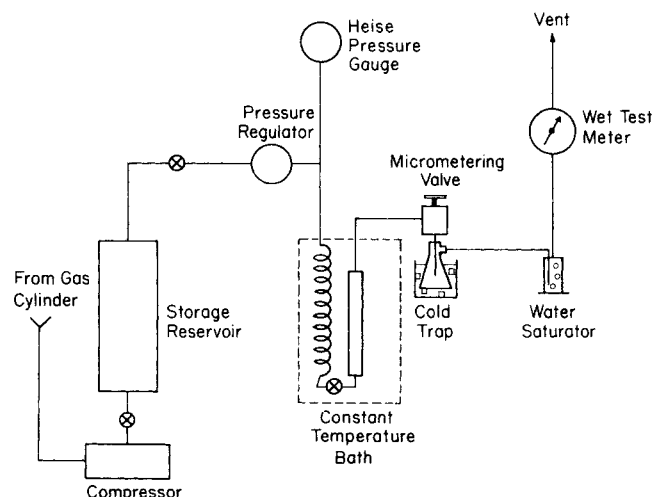 Heise
Pressure
Gauge
Vent
Pressure
Regulator
Wet Test
Meter
Micrometering
Valve
From Gas
Cylinder
Storage
Reservoir
Cold
Trap
Water
Saturator
Constant
Temperature
Bath
Compressor